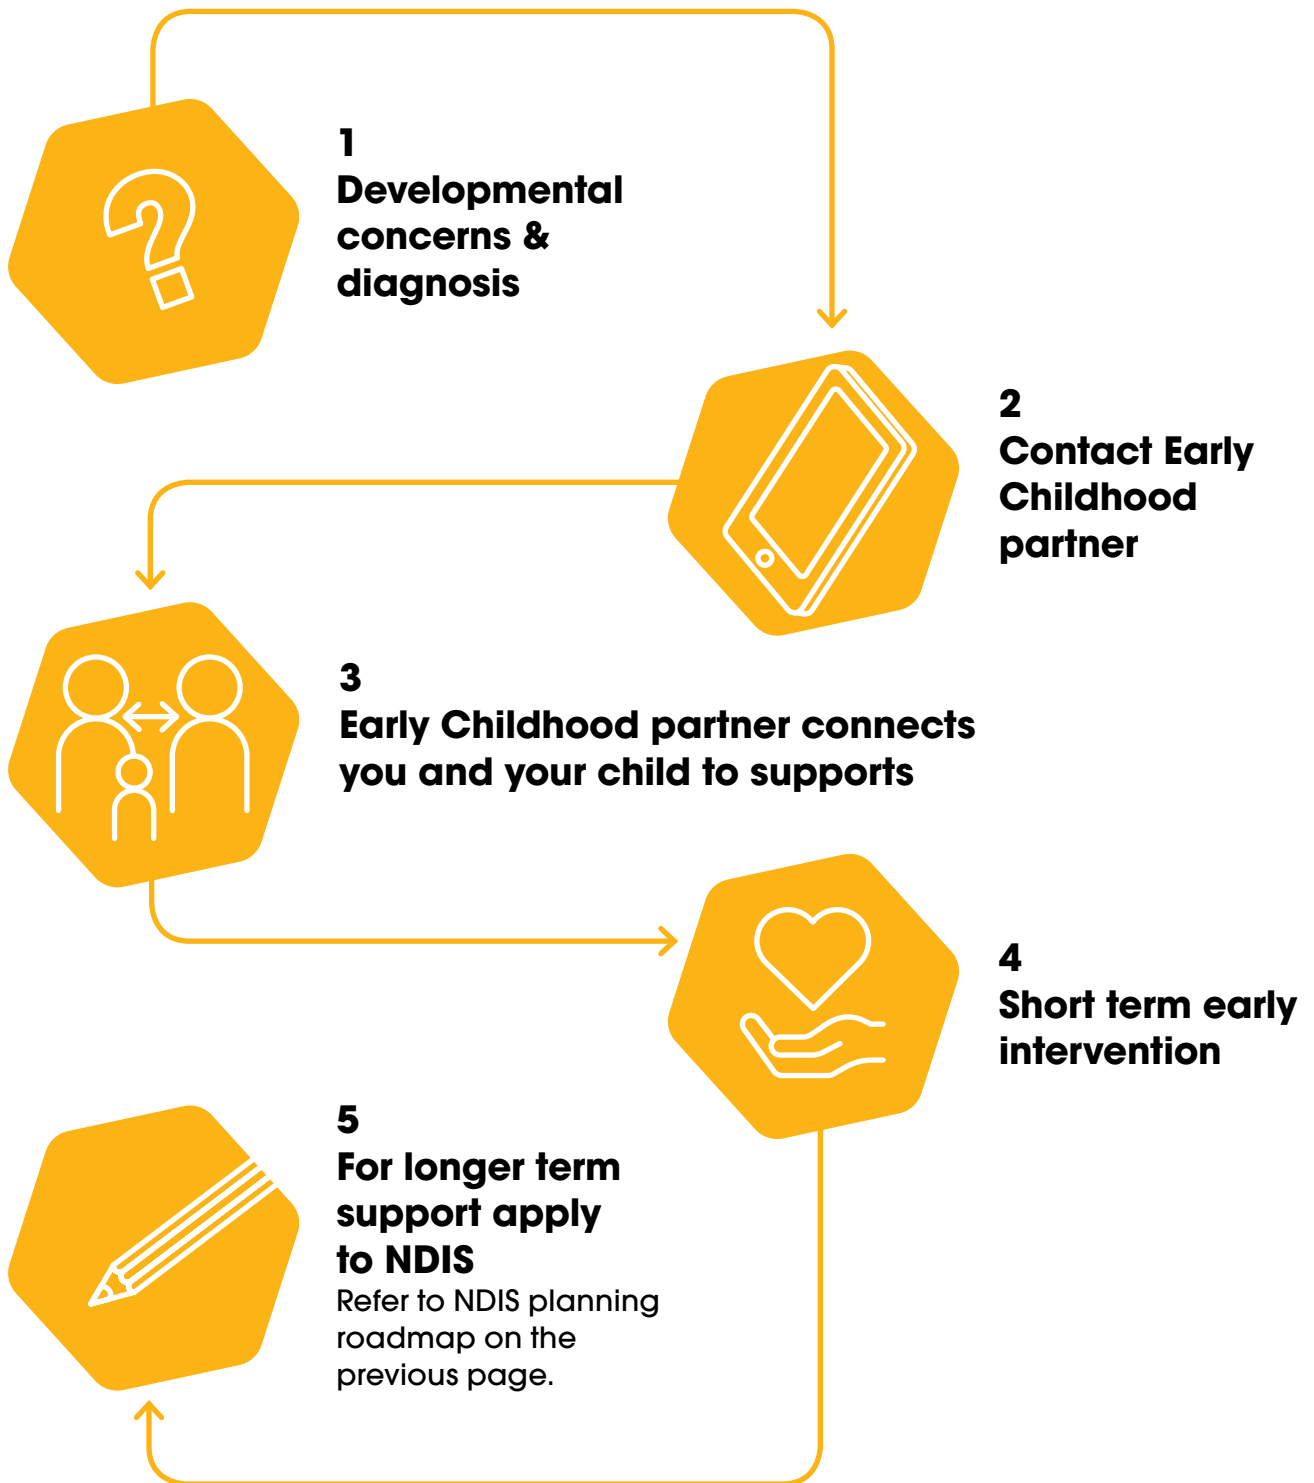 1
Developmental
concerns &
diagnosis
2
Contact Early
Childhood
partner
3
Early Childhood partner connects
you and your child to supports
4
Short term early
intervention
5
For longer term
support apply
to NDIS
Refer to NDIS planning
roadmap on the
previous page.